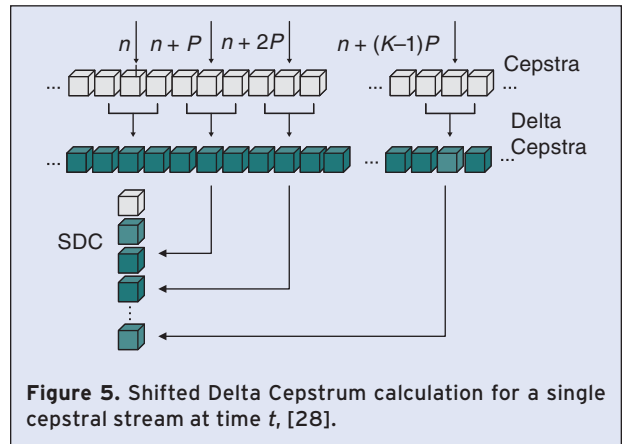 n n + P n + 2P n + (K–1)P
... ... ... Cepstra
Delta
... ... ... Cepstra
SDC
⋮
Figure 5. Shifted Delta Cepstrum calculation for a single
cepstral stream at time t, [28].